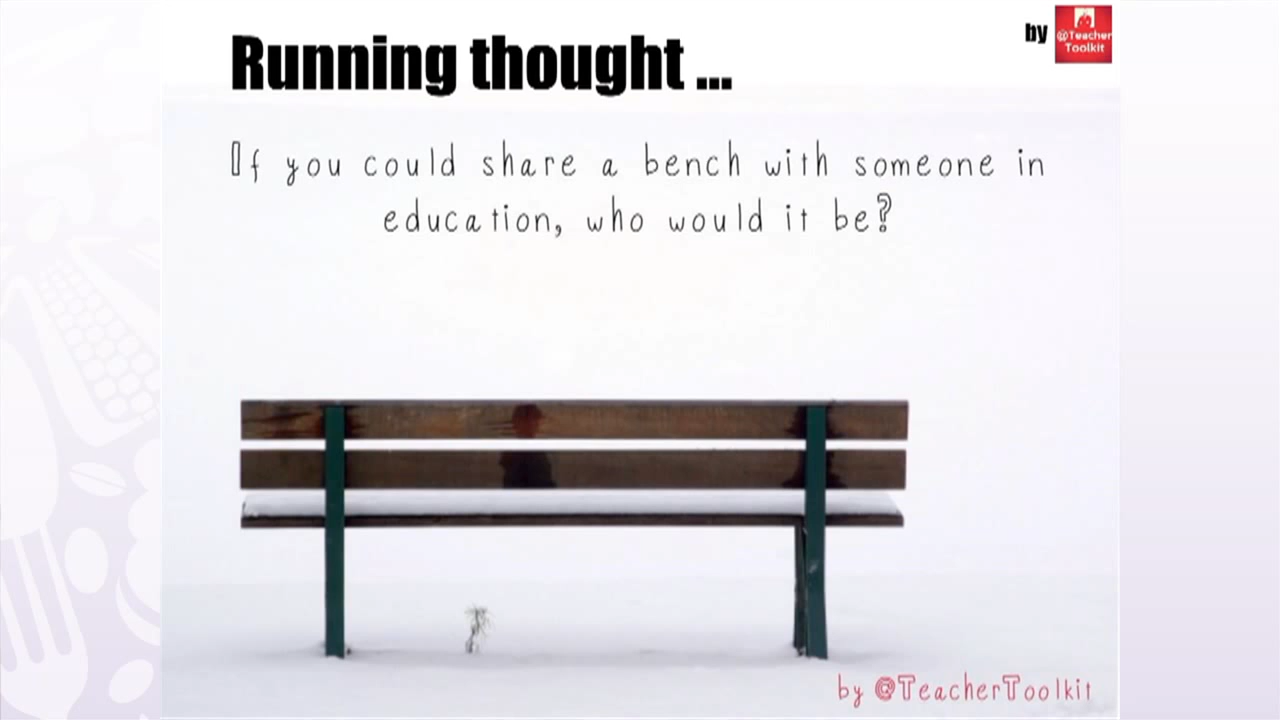 Running thought ...
by
@Teacher
Toolkit
If you could share a bench with someone in
education, who would it be?
by @TeacherToolkit